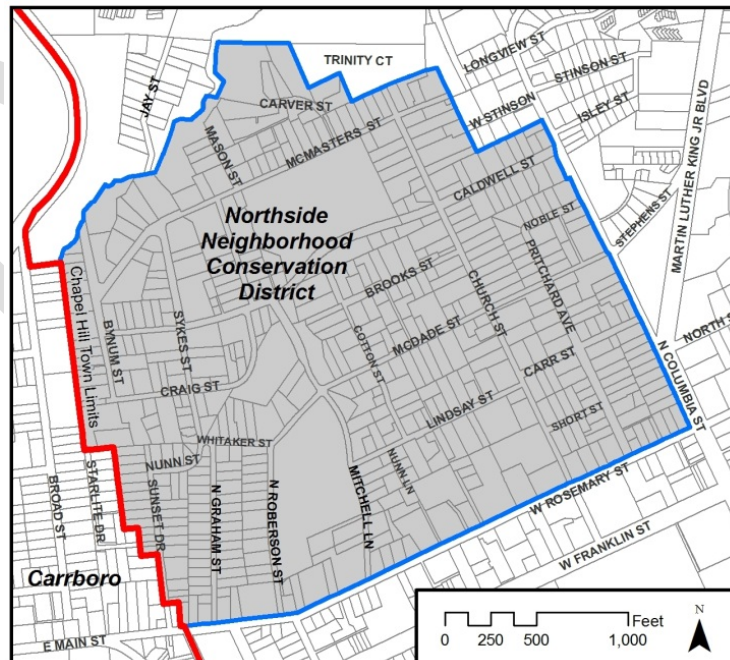 TRINITY CT
LONGVIEW ST
STINSON ST
W STINSON
ISLEY ST
MARTIN LUTHER KING JR BLVD
JAY ST
CARVER ST
MASON ST
MCMASTERS ST
CALDWELL ST
NOBLE ST
STEPHENS ST
Northside
Neighborhood
Conservation
District
BROOKS ST
CHURCH ST
PRITCHARD AVE
Chapel Hill Town Limits
BYNUM ST
SYKES ST
COTTON ST
MCDADE ST
CARR ST
NORTH S
N COLUMBIA ST
CRAIG ST
LINDSAY ST
SHORT ST
WHITAKER ST
NUNN ST
NUNN LN
MITCHELL LN
W ROSEMARY ST
BROAD ST
STARLITE DR
SUNSET DR
N GRAHAM ST
N ROBERSON ST
W FRANKLIN ST
Carrboro
E MAIN ST
Feet
0 250 500 1,000
N